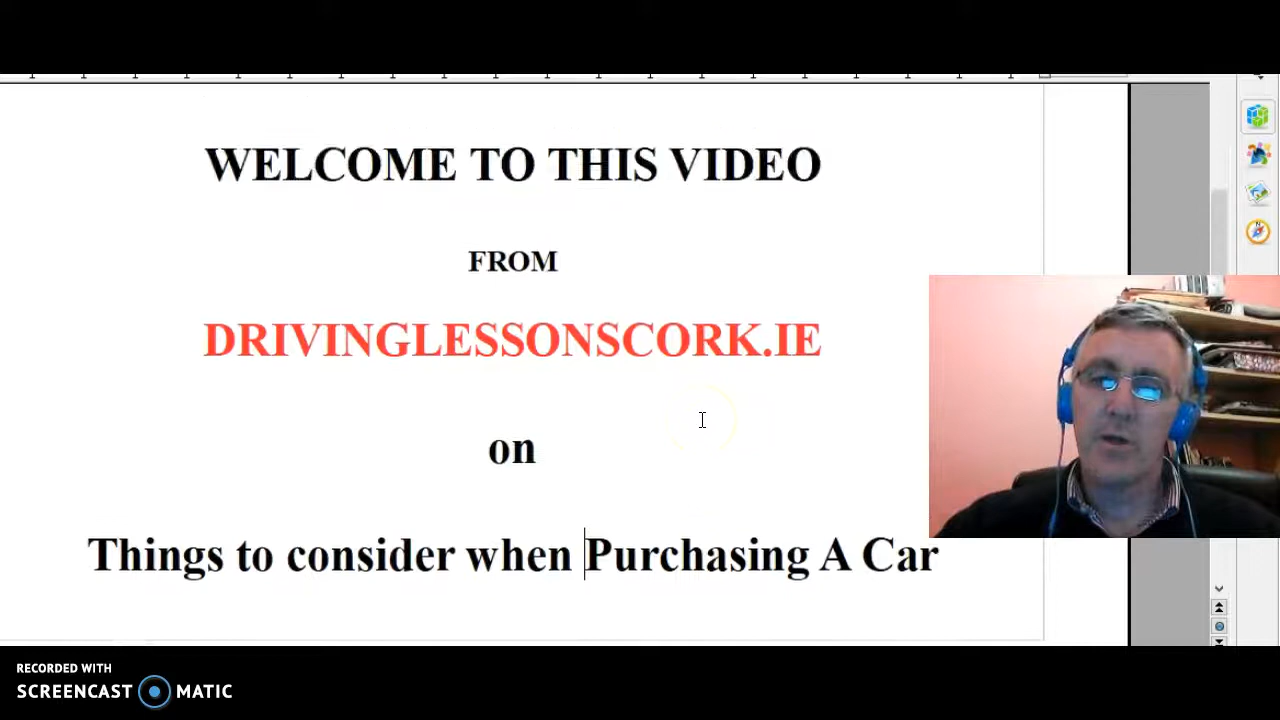 WELCOME TO THIS VIDEO
FROM
DRIVINGLESSONSCORK.IE
on
Things to consider when Purchasing A Car
RECORDED WITH
SCREENCAST MATIC